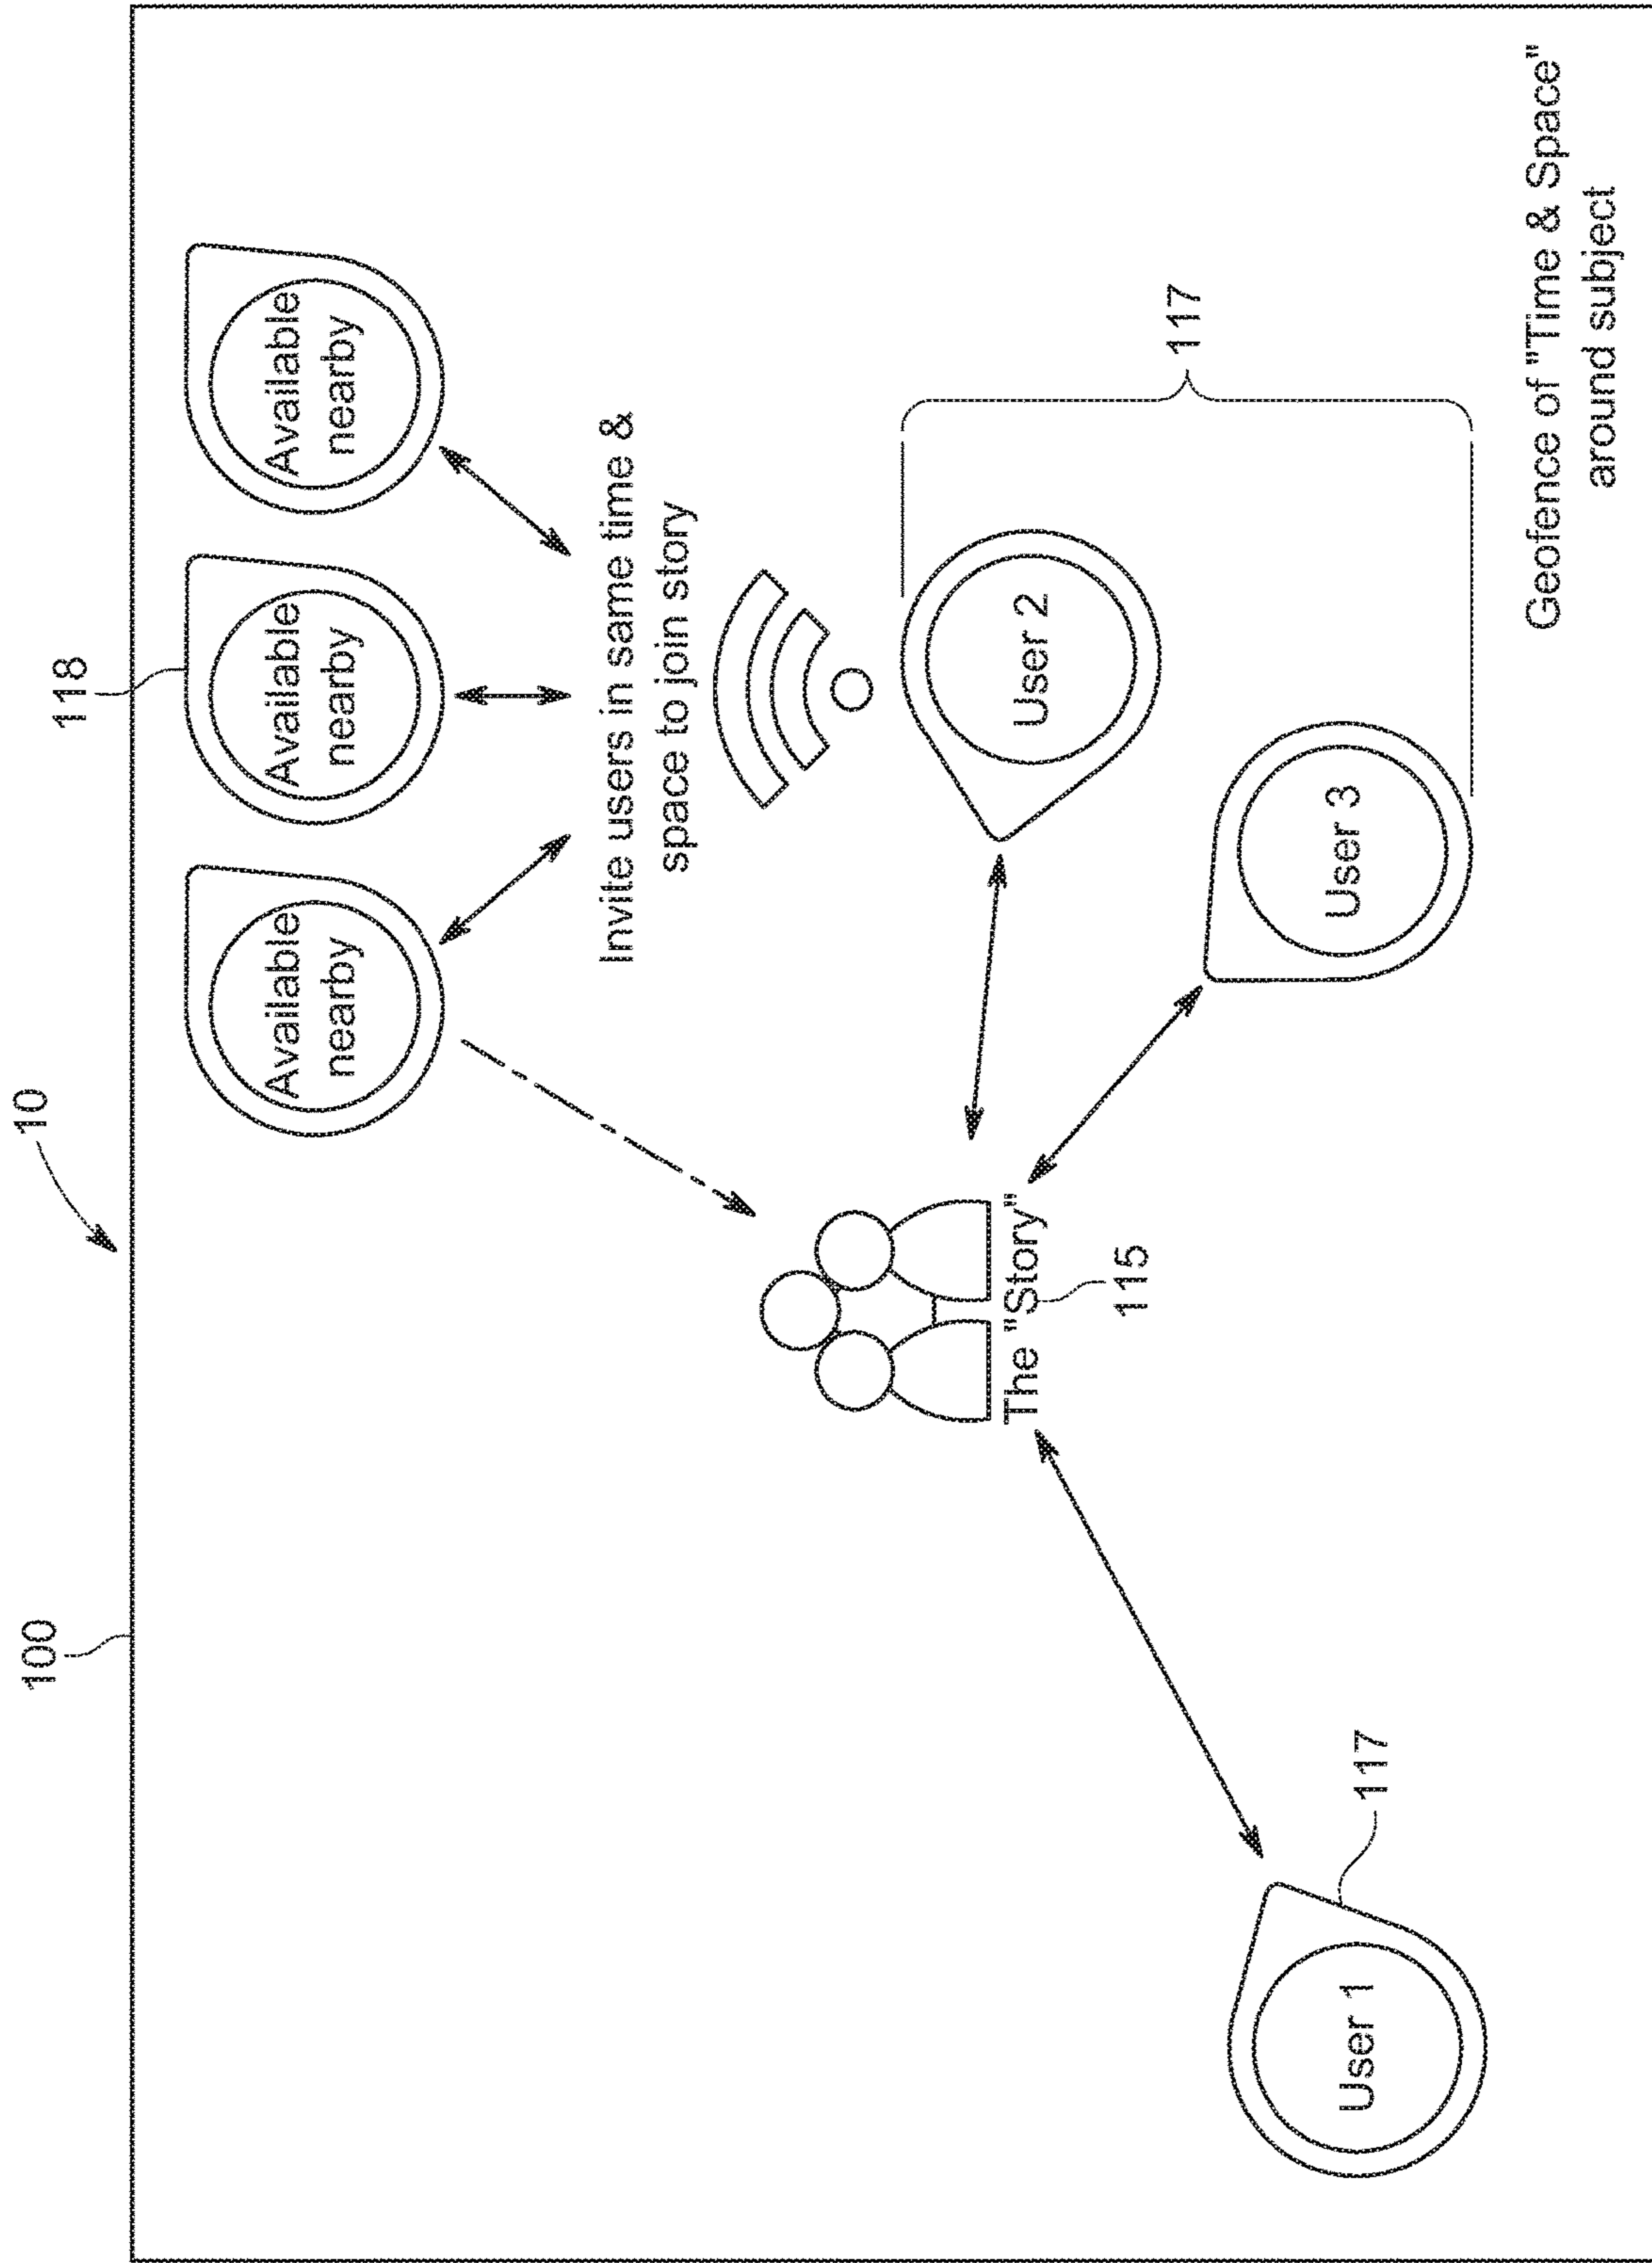 100
10
118
Available
nearby
Available
nearby
Available
nearby
Invite users in same time &
space to join story
The "Story"
115
User 2
117
User 3
User 1
117
Geofence of "Time & Space"
around subject